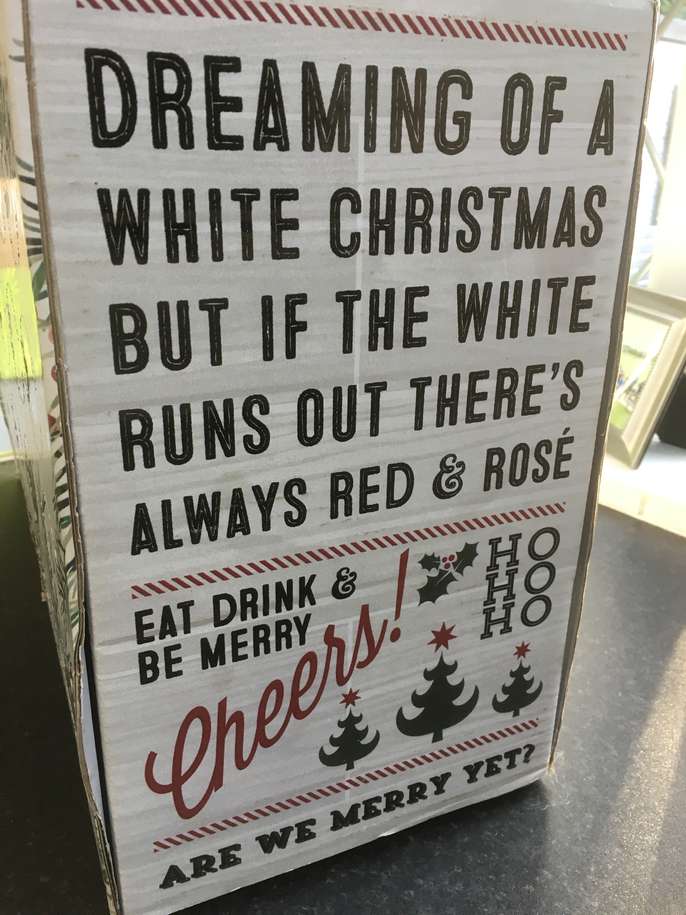 DREAMING OF A
WHITE CHRISTMAS
BUT IF THE WHITE
RUNS OUT THERE'S
ALWAYS RED & ROSÉ
EAT DRINK &
BE MERRY
Cheers!
HO
HO
HO
ARE WE MERRY YET?